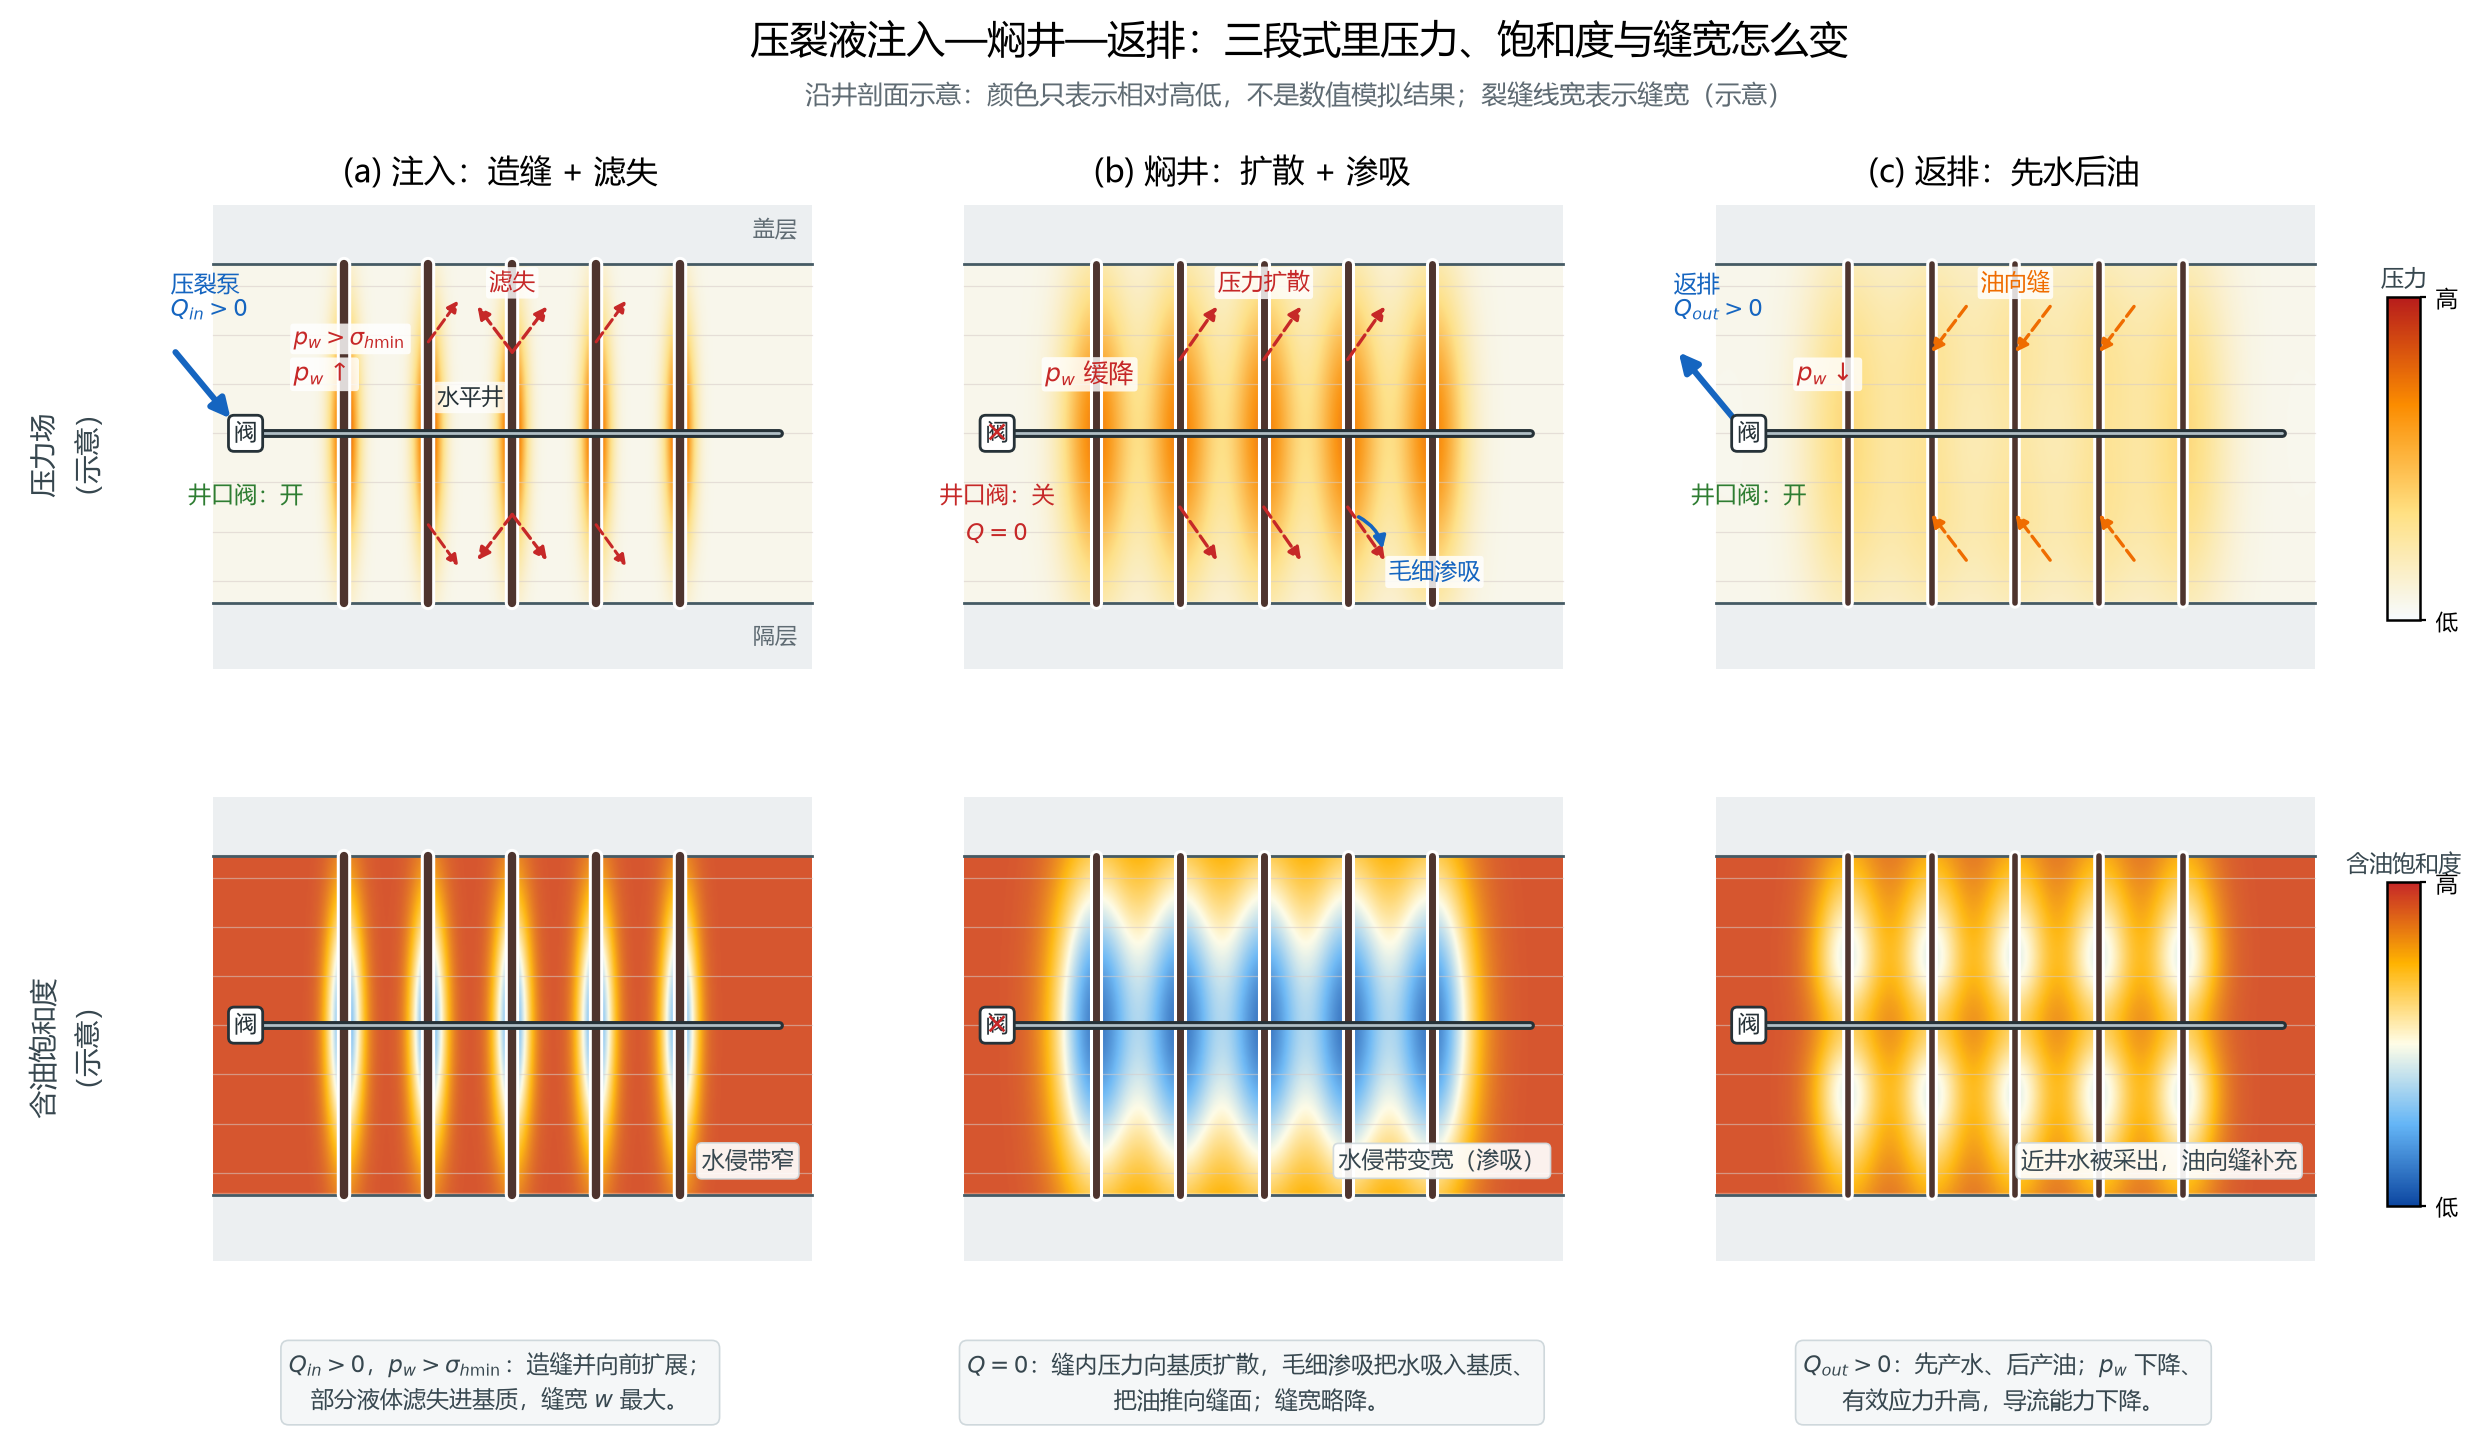 压裂液注入—焖井—返排：三段式里压力、饱和度与缝宽怎么变
沿井剖面示意：颜色只表示相对高低，不是数值模拟结果；裂缝线宽表示缝宽（示意）
(a) 注入：造缝 + 滤失
(b) 焖井：扩散 + 渗吸
(c) 返排：先水后油
压力场
（示意）
盖层
压裂泵
Q_in > 0
滤失
p_w > σ_hmin
p_w ↑
水平井
阀
井口阀：开
隔层
压力扩散
p_w 缓降
阀
井口阀：关
Q = 0
毛细渗吸
返排
Q_out > 0
油向缝
p_w ↓
阀
井口阀：开
压力
高
低
含油饱和度
（示意）
阀
水侵带窄
阀
水侵带变宽（渗吸）
阀
近井水被采出，油向缝补充
含油饱和度
高
低
Q_in > 0，p_w > σ_hmin：造缝并向前扩展；
部分液体滤失进基质，缝宽 w 最大。
Q = 0：缝内压力向基质扩散，毛细渗吸把水吸入基质、
把油推向缝面；缝宽略降。
Q_out > 0：先产水、后产油；p_w 下降、
有效应力升高，导流能力下降。